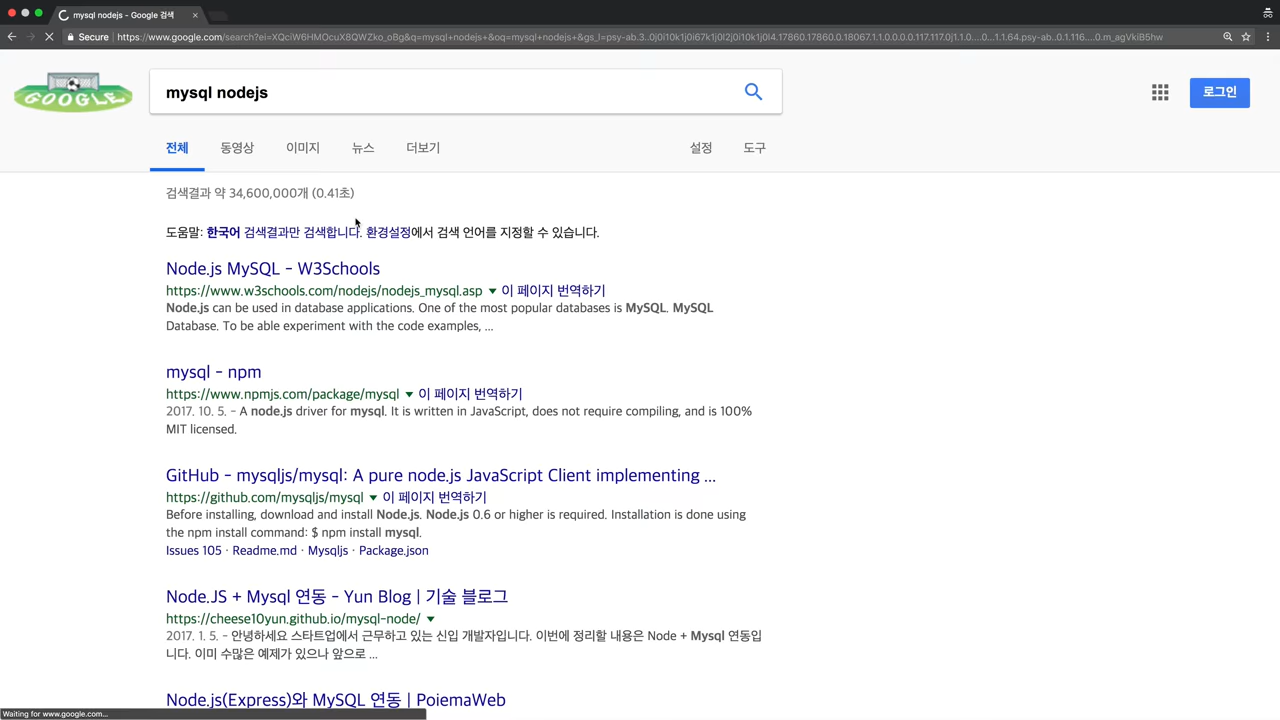 mysql nodejs - Google 검색
Secure https://www.google.com/search?ei=XQciW6HMOcuX8QWZko_oBg&q=mysql+nodejs+&oq=mysql+nodejs+&gs_l=psy-ab.3..0j0i10k1j0i67k1j0l2j0i10k1j0l4.17860.17860.0.18067.1.1.0.0.0.0.117.117.0j1.1.0....0...1.1.64.psy-ab..0.1.116....0.m_agVkiB5hw
GOOGLE
mysql nodejs
로그인
전체 동영상 이미지 뉴스 더보기 설정 도구
검색결과 약 34,600,000개 (0.41초)
도움말: 한국어 검색결과만 검색합니다. 환경설정에서 검색 언어를 지정할 수 있습니다.
Node.js MySQL - W3Schools
https://www.w3schools.com/nodejs/nodejs_mysql.asp ▼ 이 페이지 번역하기
Node.js can be used in database applications. One of the most popular databases is MySQL. MySQL
Database. To be able experiment with the code examples, ...
mysql - npm
https://www.npmjs.com/package/mysql ▼ 이 페이지 번역하기
2017. 10. 5. - A node.js driver for mysql. It is written in JavaScript, does not require compiling, and is 100%
MIT licensed.
GitHub - mysqljs/mysql: A pure node.js JavaScript Client implementing ...
https://github.com/mysqljs/mysql ▼ 이 페이지 번역하기
Before installing, download and install Node.js. Node.js 0.6 or higher is required. Installation is done using
the npm install command: $ npm install mysql.
Issues 105 · Readme.md · Mysqljs · Package.json
Node.JS + Mysql 연동 - Yun Blog | 기술 블로그
https://cheese10yun.github.io/mysql-node/ ▼
2017. 1. 5. - 안녕하세요 스타트업에서 근무하고 있는 신입 개발자입니다. 이번에 정리할 내용은 Node + Mysql 연동입
니다. 이미 수많은 예제가 있으나 앞으로 ...
Node.js(Express)와 MySQL 연동 | PoiemaWeb
Waiting for www.google.com...